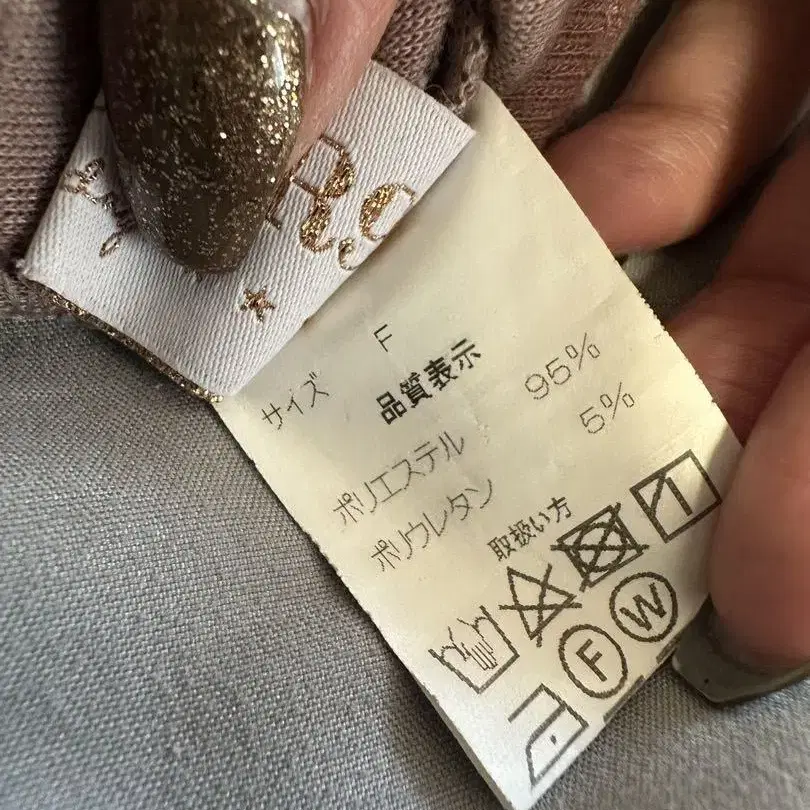 R
サイズ F
品質表示
ポリエステル 95%
ポリウレタン 5%
取扱い方
F W